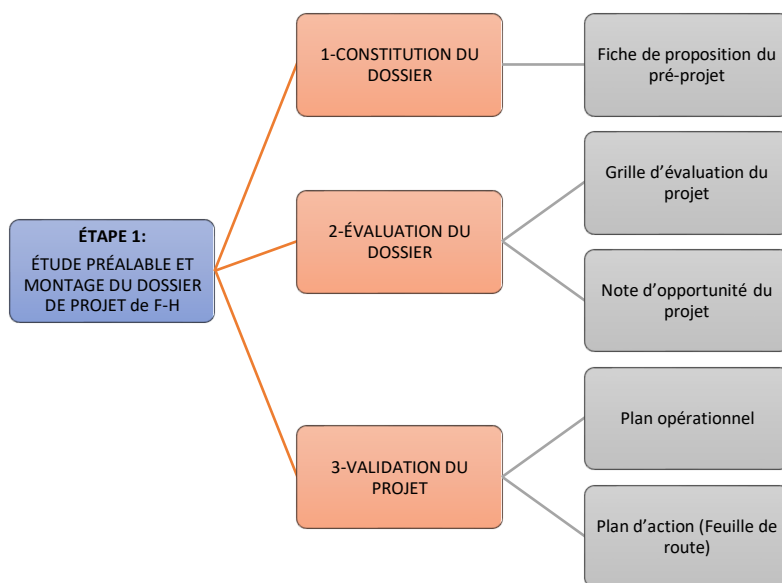 ÉTAPE 1:
ÉTUDE PRÉALABLE ET
MONTAGE DU DOSSIER
DE PROJET de F-H
1-CONSTITUTION DU
DOSSIER
Fiche de proposition du
pré-projet
2-ÉVALUATION DU
DOSSIER
Grille d’évaluation du
projet
Note d’opportunité du
projet
3-VALIDATION DU
PROJET
Plan opérationnel
Plan d’action (Feuille de
route)